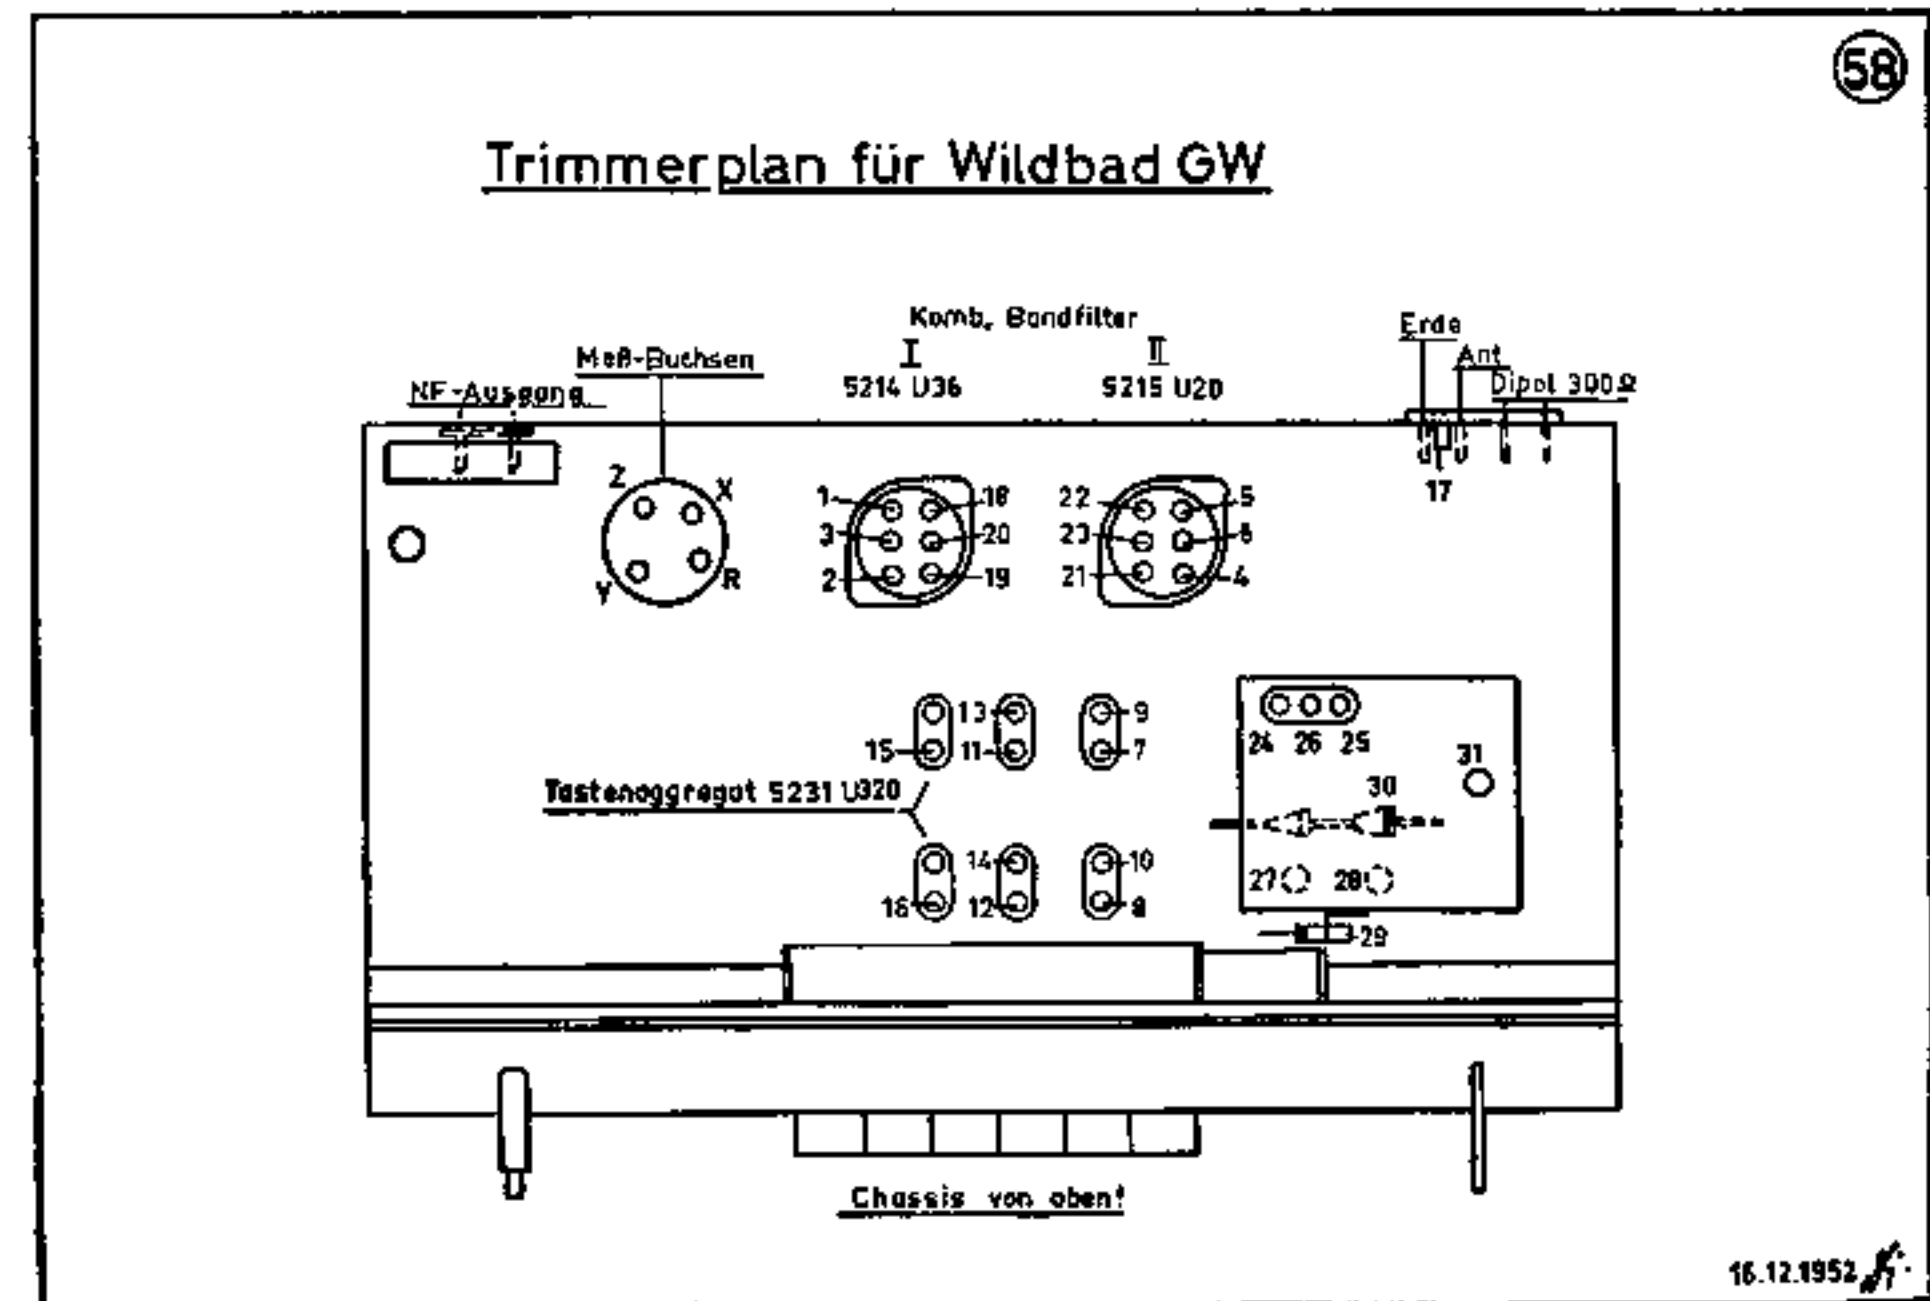 58
Trimmerplan für Wildbad GW
Komb. Bandfilter
I II
S214 U36 S215 U20
Meß-Buchsen
NF-Ausgang
Erde
Ant
Dipol 300Ω
17
Z X
Y R
1 18
3 20
2 19
22 5
23 6
21 4
13 9
15 11 7
Tastenaggregat S231 U320
14 10
16 12 8
24 26 25
31
30
27 28
29
Chassis von oben!
16.12.1952